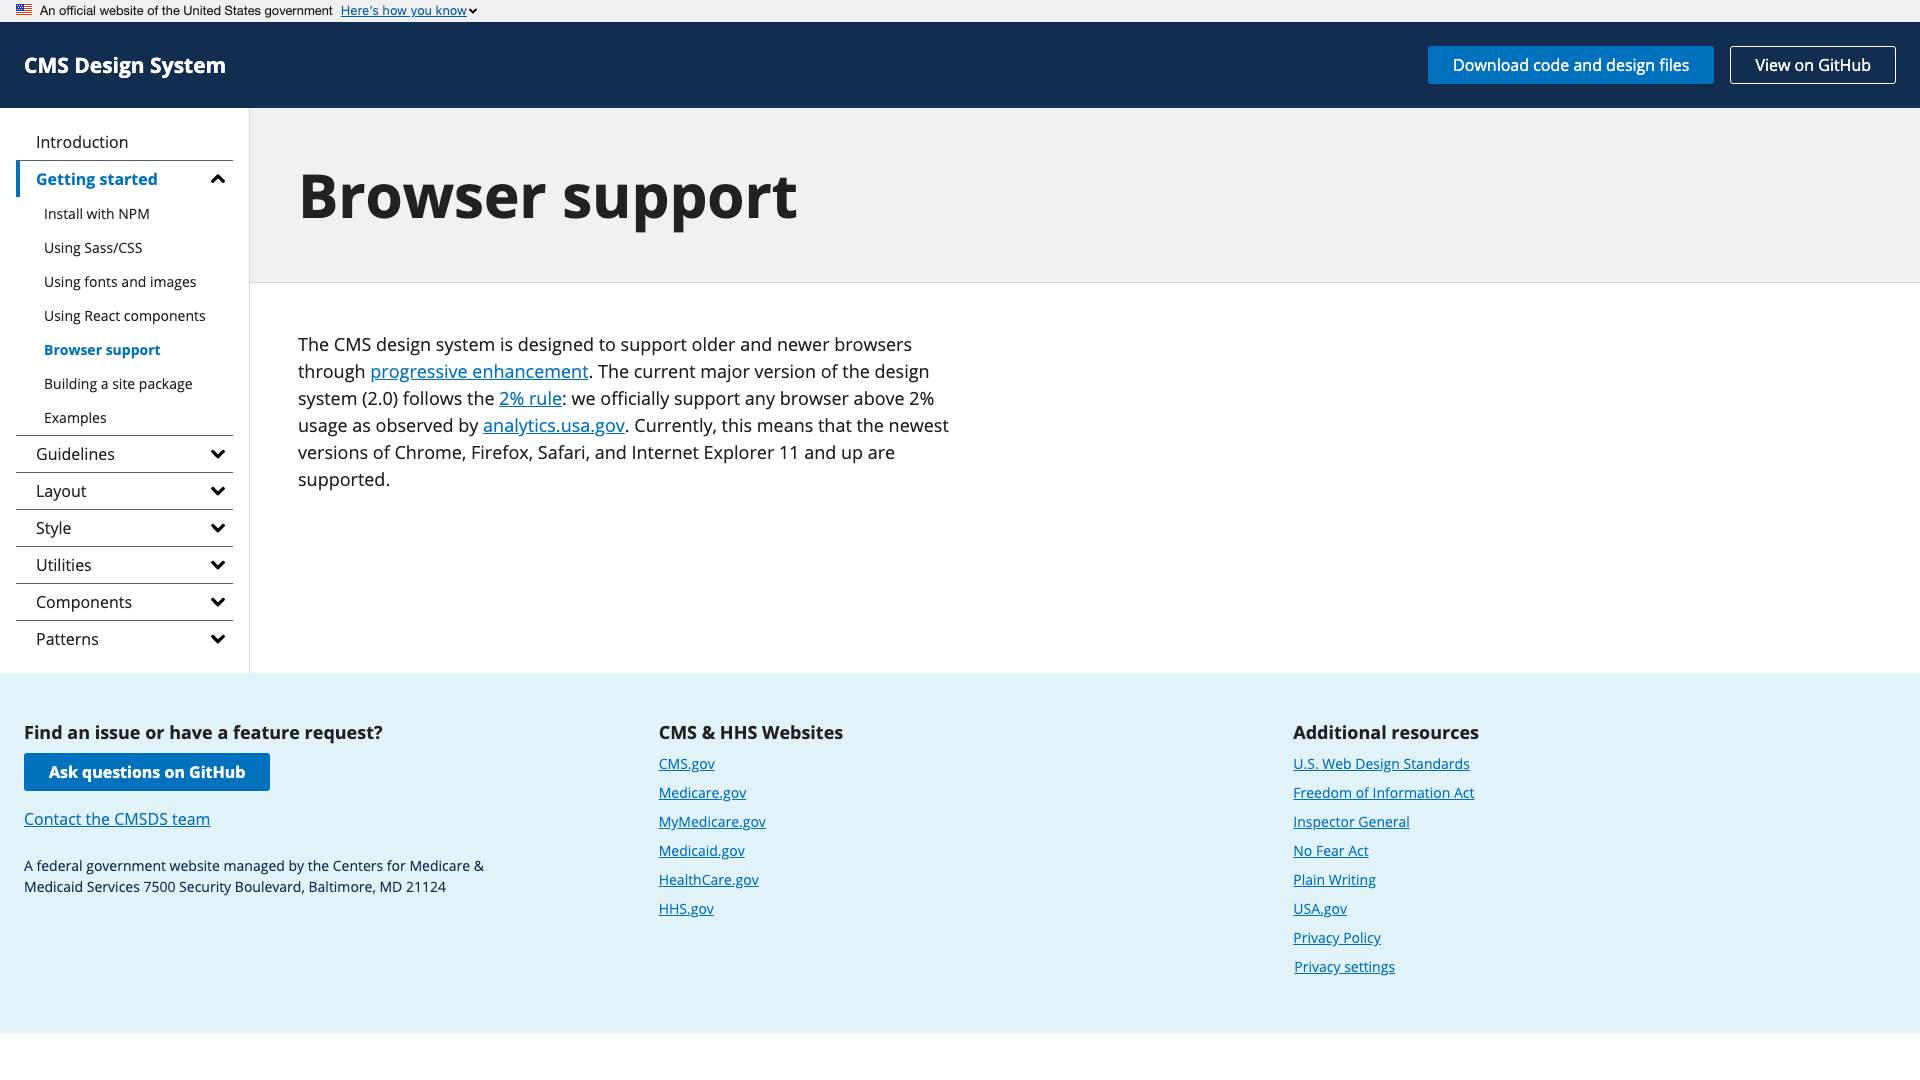 An official website of the United States government Here's how you know
CMS Design System
Download code and design files
View on GitHub
Introduction
Getting started
Install with NPM
Using Sass/CSS
Using fonts and images
Using React components
Browser support
Building a site package
Examples
Guidelines
Layout
Style
Utilities
Components
Patterns
Browser support
The CMS design system is designed to support older and newer browsers
through progressive enhancement. The current major version of the design
system (2.0) follows the 2% rule: we officially support any browser above 2%
usage as observed by analytics.usa.gov. Currently, this means that the newest
versions of Chrome, Firefox, Safari, and Internet Explorer 11 and up are
supported.
Find an issue or have a feature request?
Ask questions on GitHub
Contact the CMSDS team
A federal government website managed by the Centers for Medicare &
Medicaid Services 7500 Security Boulevard, Baltimore, MD 21124
CMS & HHS Websites
CMS.gov
Medicare.gov
MyMedicare.gov
Medicaid.gov
HealthCare.gov
HHS.gov
Additional resources
U.S. Web Design Standards
Freedom of Information Act
Inspector General
No Fear Act
Plain Writing
USA.gov
Privacy Policy
Privacy settings